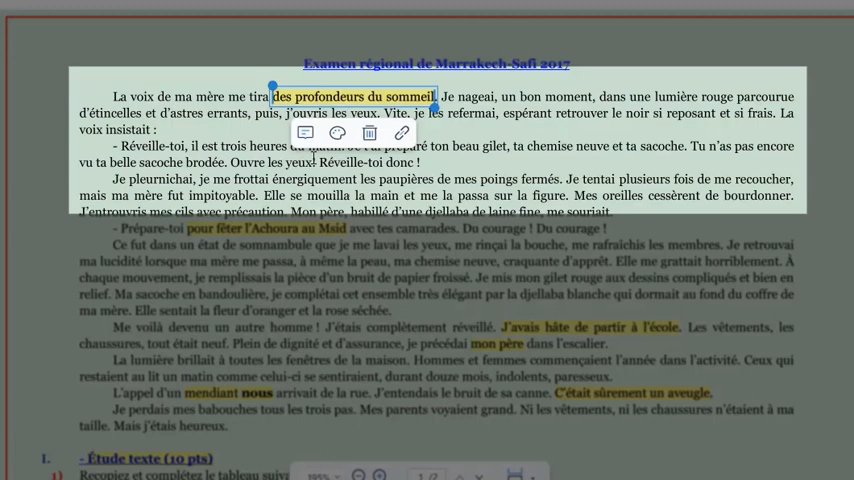 Examen régional de Marrakech-Safi 2017
La voix de ma mère me tira des profondeurs du sommeil. Je nageai, un bon moment, dans une lumière rouge parcourue
d'étincelles et d'astres errants, puis, j'ouvris les yeux. Vite, je les refermai, espérant retrouver le noir si reposant et si frais. La
voix insistait :
- Réveille-toi, il est trois heures du matin. Je t'ai préparé ton beau gilet, ta chemise neuve et ta sacoche. Tu n'as pas encore
vu ta belle sacoche brodée. Ouvre les yeux! Réveille-toi donc !
Je pleurnichai, je me frottai énergiquement les paupières de mes poings fermés. Je tentai plusieurs fois de me recoucher,
mais ma mère fut impitoyable. Elle se mouilla la main et me la passa sur la figure. Mes oreilles cessèrent de bourdonner.
J'entrouvris mes cils avec précaution. Mon père, habillé d'une djellaba de laine fine, me souriait.
- Prépare-toi pour fêter l'Achoura au Msid avec tes camarades. Du courage ! Du courage !
Ce fut dans un état de somnambule que je me lavai les yeux, me rinçai la bouche, me rafraîchis les membres. Je retrouvai
ma lucidité lorsque ma mère me passa, à même la peau, ma chemise neuve, craquante d'apprêt. Elle me grattait horriblement. À
chaque mouvement, je remplissais la pièce d'un bruit de papier froissé. Je mis mon gilet rouge aux dessins compliqués et bien en
relief. Ma sacoche en bandoulière, je complétai cet ensemble très élégant par la djellaba blanche qui dormait au fond du coffre de
ma mère. Elle sentait la fleur d'oranger et la rose séchée.
Me voilà devenu un autre homme ! J'étais complètement réveillé. J'avais hâte de partir à l'école. Les vêtements, les
chaussures, tout était neuf. Plein de dignité et d'assurance, je précédai mon père dans l'escalier.
La lumière brillait à toutes les fenêtres de la maison. Hommes et femmes commençaient l'année dans l'activité. Ceux qui
restaient au lit un matin comme celui-ci se sentiraient, durant douze mois, indolents, paresseux.
L'appel d'un mendiant nous arrivait de la rue. J'entendais le bruit de sa canne. C'était sûrement un aveugle.
Je perdais mes babouches tous les trois pas. Mes parents voyaient grand. Ni les vêtements, ni les chaussures n'étaient à ma
taille. Mais j'étais heureux.
I. - Étude texte (10 pts)
1) Recopiez et complétez le tableau
195% 1 / 2